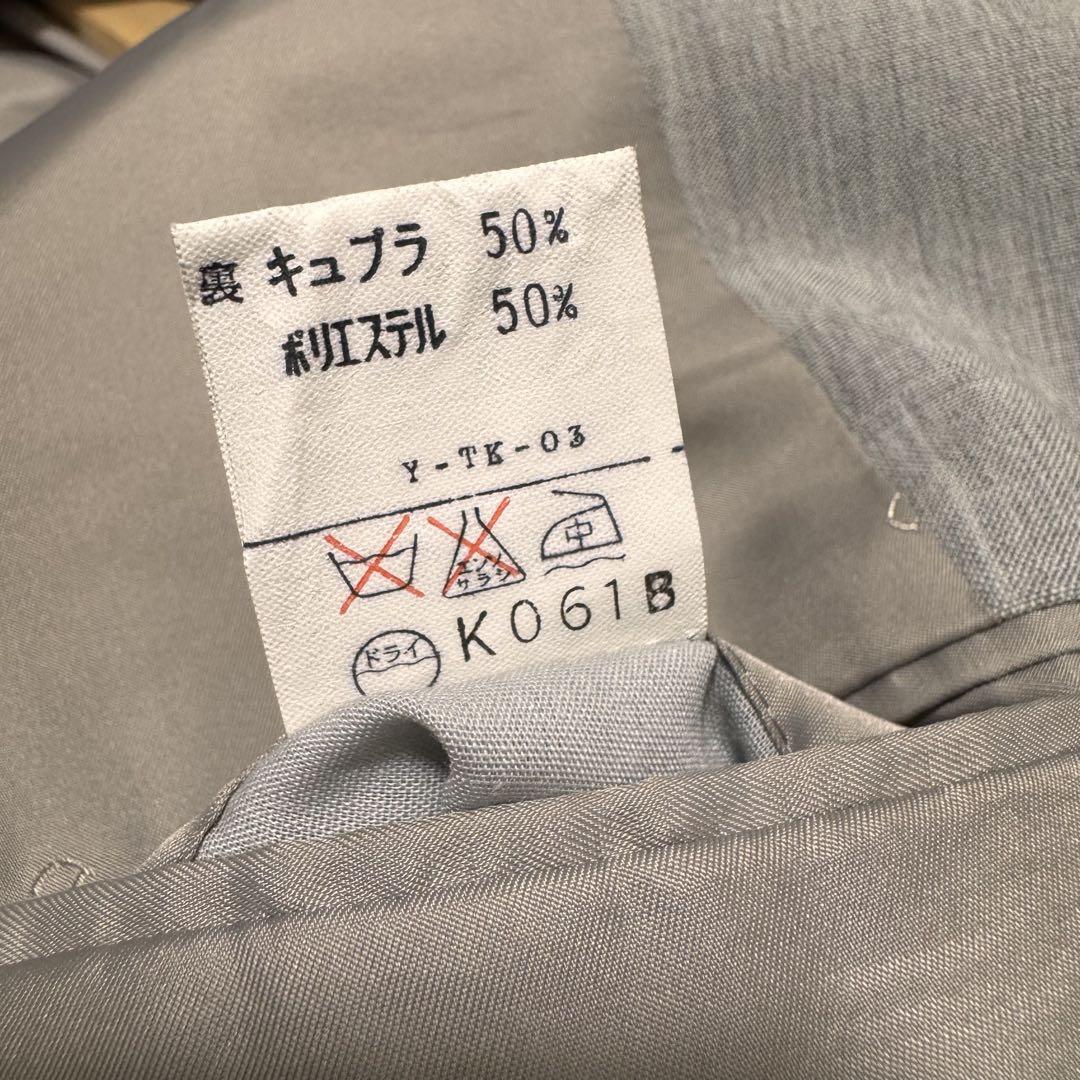 裏 キュプラ 50%
ポリエステル 50%
Y-TK-03
エンソ
サラシ
中
ドライ
K061B